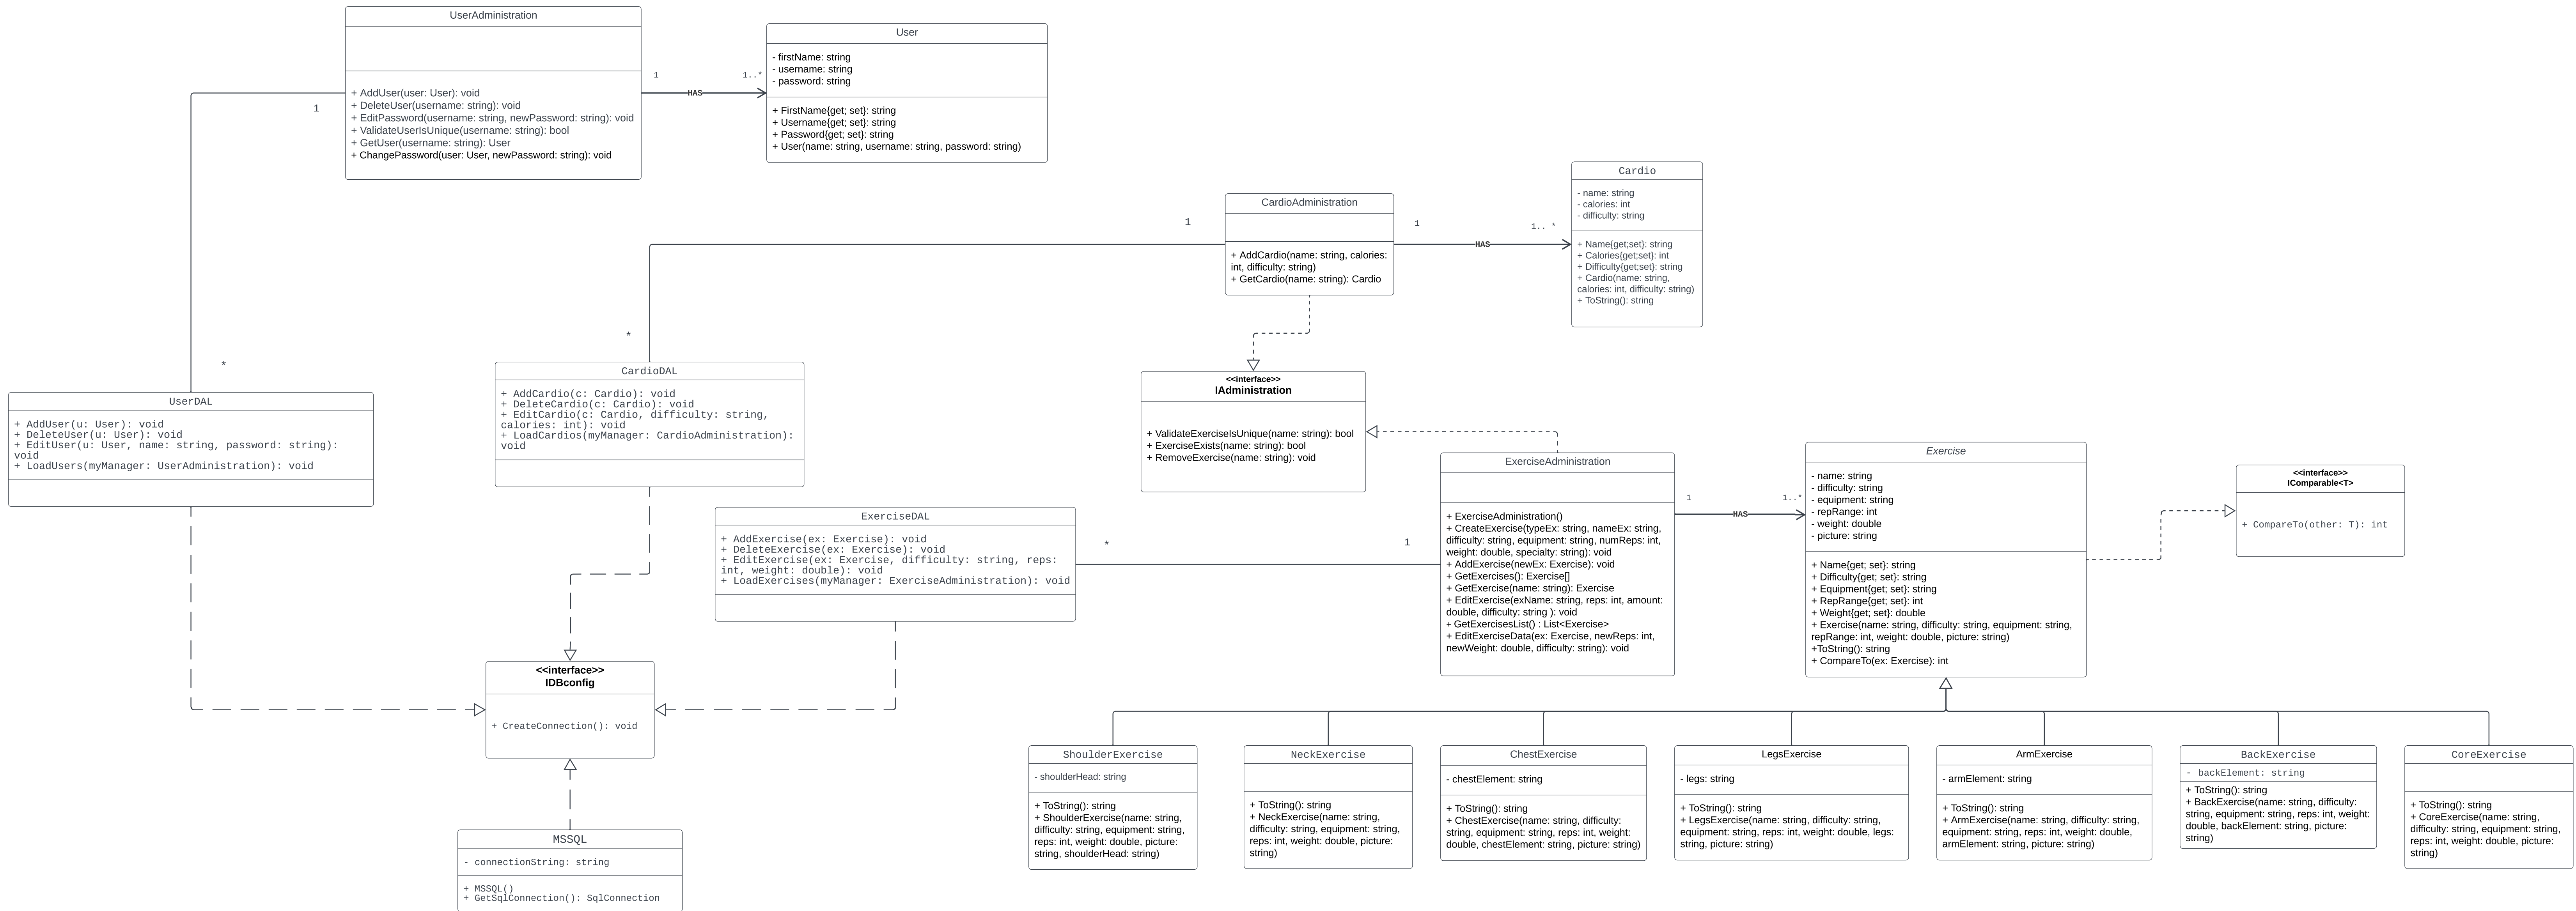 UserAdministration
+ AddUser(user: User): void
+ DeleteUser(username: string): void
+ EditPassword(username: string, newPassword: string): void
+ ValidateUserIsUnique(username: string): bool
+ GetUser(username: string): User
+ ChangePassword(user: User, newPassword: string): void
1
1
HAS
1..*
User
- firstName: string
- username: string
- password: string
+ FirstName{get; set}: string
+ Username{get; set}: string
+ Password{get; set}: string
+ User(name: string, username: string, password: string)
Cardio
- name: string
- calories: int
- difficulty: string
+ Name{get;set}: string
+ Calories{get;set}: int
+ Difficulty{get;set}: string
+ Cardio(name: string,
calories: int, difficulty: string)
+ ToString(): string
CardioAdministration
+ AddCardio(name: string, calories:
int, difficulty: string)
+ GetCardio(name: string): Cardio
1
1
HAS
1.. *
*
*
UserDAL
+ AddUser(u: User): void
+ DeleteUser(u: User): void
+ EditUser(u: User, name: string, password: string):
void
+ LoadUsers(myManager: UserAdministration): void
CardioDAL
+ AddCardio(c: Cardio): void
+ DeleteCardio(c: Cardio): void
+ EditCardio(c: Cardio, difficulty: string,
calories: int): void
+ LoadCardios(myManager: CardioAdministration):
void
<<interface>>
IAdministration
+ ValidateExerciseIsUnique(name: string): bool
+ ExerciseExists(name: string): bool
+ RemoveExercise(name: string): void
ExerciseDAL
+ AddExercise(ex: Exercise): void
+ DeleteExercise(ex: Exercise): void
+ EditExercise(ex: Exercise, difficulty: string, reps:
int, weight: double): void
+ LoadExercises(myManager: ExerciseAdministration): void
*
1
ExerciseAdministration
+ ExerciseAdministration()
+ CreateExercise(typeEx: string, nameEx: string,
difficulty: string, equipment: string, numReps: int,
weight: double, specialty: string): void
+ AddExercise(newEx: Exercise): void
+ GetExercises(): Exercise[]
+ GetExercise(name: string): Exercise
+ EditExercise(exName: string, reps: int, amount:
double, difficulty: string ): void
+ GetExercisesList() : List<Exercise>
+ EditExerciseData(ex: Exercise, newReps: int,
newWeight: double, difficulty: string): void
1
HAS
1..*
Exercise
- name: string
- difficulty: string
- equipment: string
- repRange: int
- weight: double
- picture: string
+ Name{get; set}: string
+ Difficulty{get; set}: string
+ Equipment{get; set}: string
+ RepRange{get; set}: int
+ Weight{get; set}: double
+ Exercise(name: string, difficulty: string, equipment: string,
repRange: int, weight: double, picture: string)
+ToString(): string
+ CompareTo(ex: Exercise): int
<<interface>>
IComparable<T>
+ CompareTo(other: T): int
<<interface>>
IDBconfig
+ CreateConnection(): void
MSSQL
- connectionString: string
+ MSSQL()
+ GetSqlConnection(): SqlConnection
ShoulderExercise
- shoulderHead: string
+ ToString(): string
+ ShoulderExercise(name: string,
difficulty: string, equipment: string,
reps: int, weight: double, picture:
string, shoulderHead: string)
NeckExercise
+ ToString(): string
+ NeckExercise(name: string,
difficulty: string, equipment: string,
reps: int, weight: double, picture:
string)
ChestExercise
- chestElement: string
+ ToString(): string
+ ChestExercise(name: string, difficulty:
string, equipment: string, reps: int, weight:
double, chestElement: string, picture: string)
LegsExercise
- legs: string
+ ToString(): string
+ LegsExercise(name: string, difficulty: string,
equipment: string, reps: int, weight: double, legs:
string, picture: string)
ArmExercise
- armElement: string
+ ToString(): string
+ ArmExercise(name: string, difficulty: string,
equipment: string, reps: int, weight: double,
armElement: string, picture: string)
BackExercise
- backElement: string
+ ToString(): string
+ BackExercise(name: string, difficulty:
string, equipment: string, reps: int, weight:
double, backElement: string, picture:
string)
CoreExercise
+ ToString(): string
+ CoreExercise(name: string,
difficulty: string, equipment: string,
reps: int, weight: double, picture:
string)